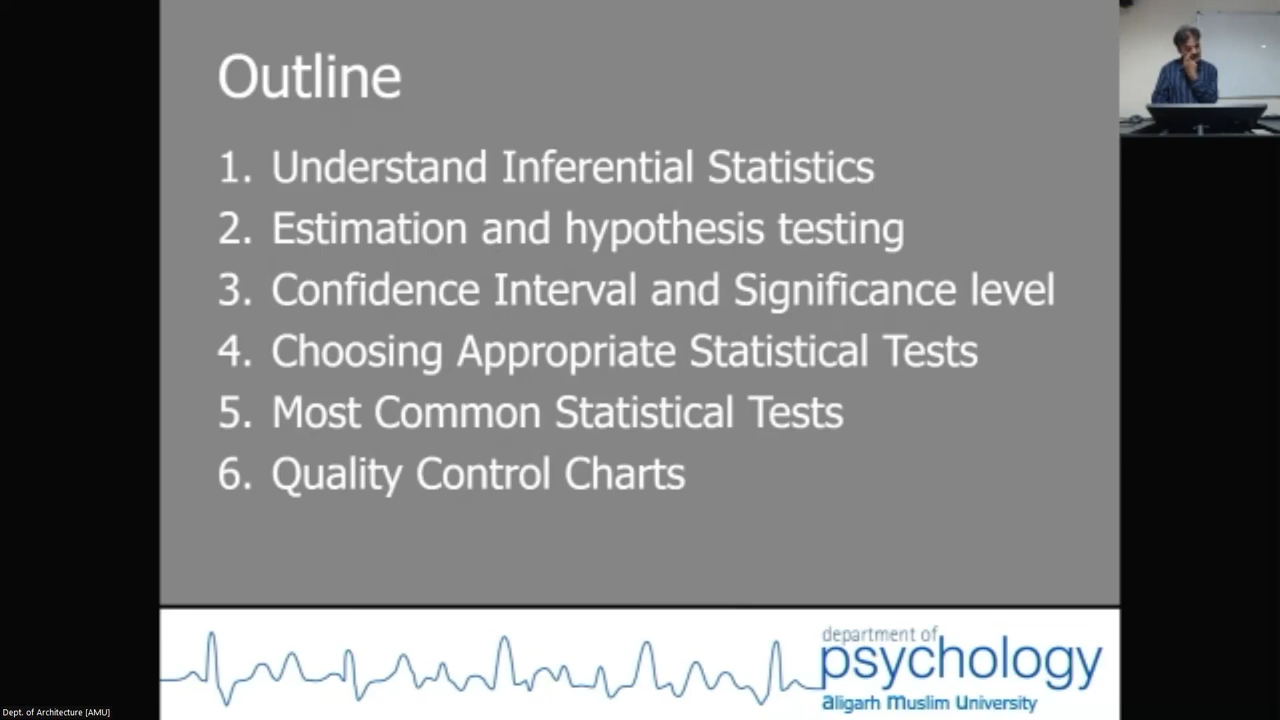 Outline
1. Understand Inferential Statistics
2. Estimation and hypothesis testing
3. Confidence Interval and Significance level
4. Choosing Appropriate Statistical Tests
5. Most Common Statistical Tests
6. Quality Control Charts
department of
psychology
aligarh muslim university
Dept. of Architecture [AMU]